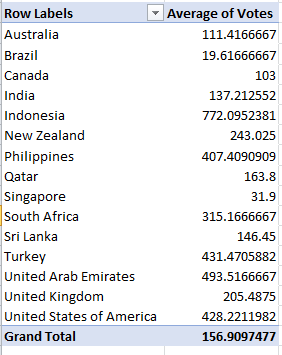 Row Labels Average of Votes
Australia 111.4166667
Brazil 19.61666667
Canada 103
India 137.212552
Indonesia 772.0952381
New Zealand 243.025
Philippines 407.4090909
Qatar 163.8
Singapore 31.9
South Africa 315.1666667
Sri Lanka 146.45
Turkey 431.4705882
United Arab Emirates 493.5166667
United Kingdom 205.4875
United States of America 428.2211982
Grand Total 156.9097477